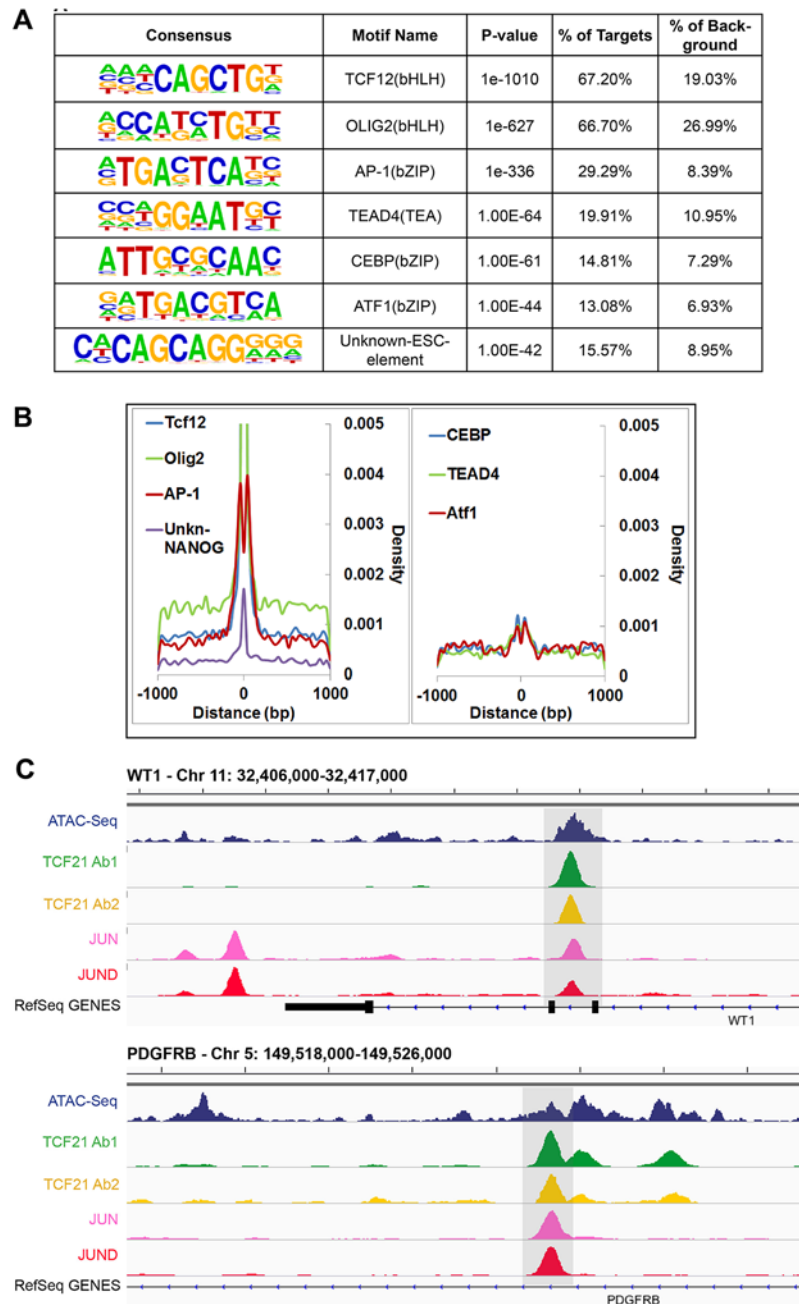 A
Consensus Motif Name P-value % of Targets % of Back-
ground
CAGCTG TCF12(bHLH) 1e-1010 67.20% 19.03%
OLIG2(bHLH) 1e-627 66.70% 26.99%
AP-1(bZIP) 1e-336 29.29% 8.39%
TEAD4(TEA) 1.00E-64 19.91% 10.95%
CEBP(bZIP) 1.00E-61 14.81% 7.29%
ATF1(bZIP) 1.00E-44 13.08% 6.93%
Unknown-ESC-
element 1.00E-42 15.57% 8.95%
B
Tcf12
Olig2
AP-1
Unkn-
NANOG
0.005
0.004
0.003
0.002
0.001
0
Density
-1000 0 1000
Distance (bp)
CEBP
TEAD4
Atf1
0.005
0.004
0.003
0.002
0.001
0
Density
-1000 0 1000
Distance (bp)
C
WT1 - Chr 11: 32,406,000-32,417,000
ATAC-Seq
TCF21 Ab1
TCF21 Ab2
JUN
JUND
RefSeq GENES
WT1
PDGFRB - Chr 5: 149,518,000-149,526,000
ATAC-Seq
TCF21 Ab1
TCF21 Ab2
JUN
JUND
RefSeq GENES
PDGFRB